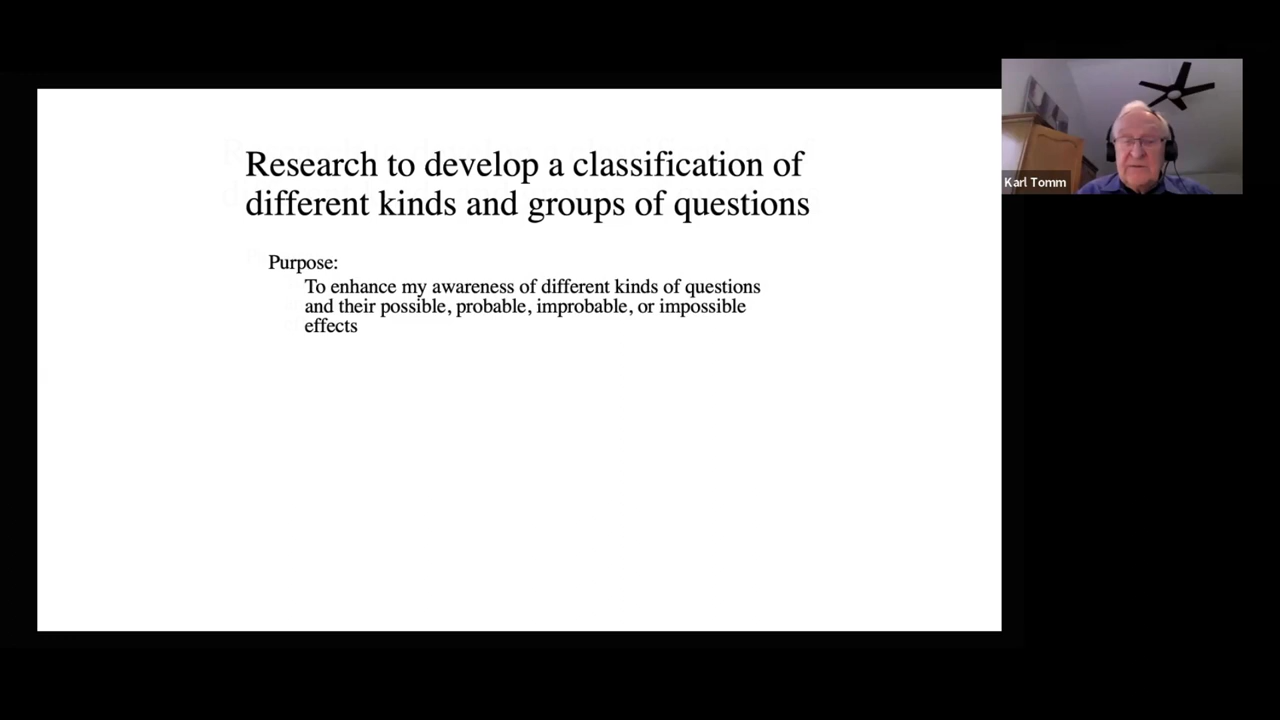 Research to develop a classification of
different kinds and groups of questions
Purpose:
To enhance my awareness of different kinds of questions
and their possible, probable, improbable, or impossible
effects
Karl Tomm